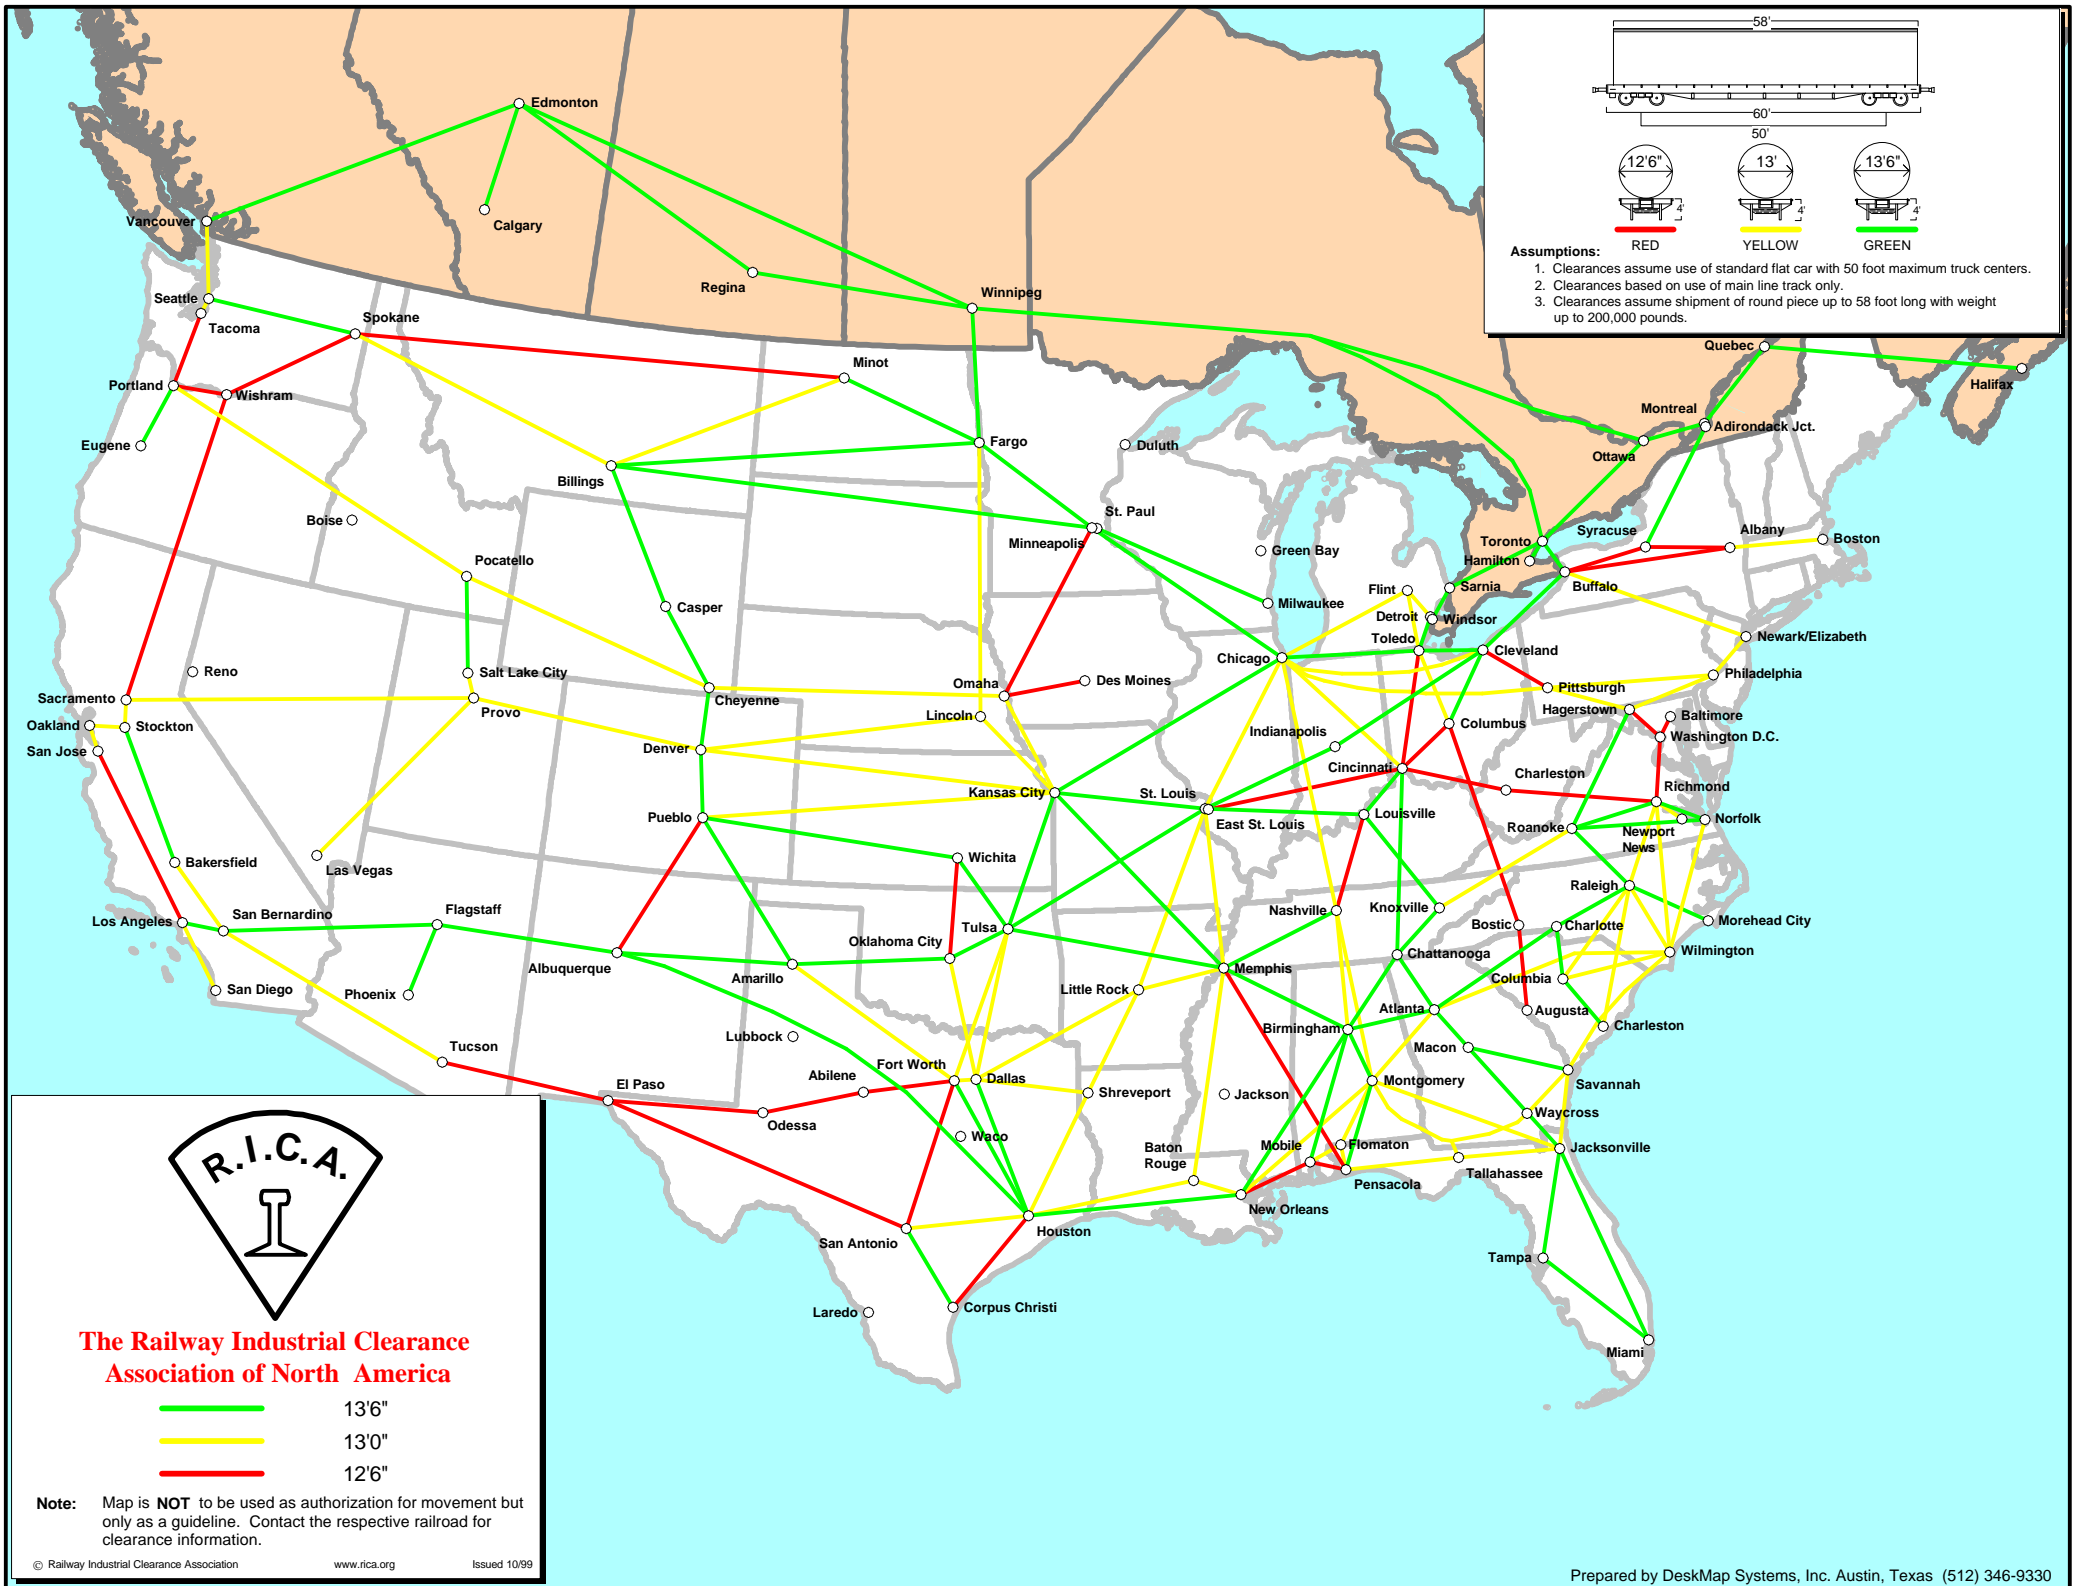 58'
60'
50'
12'6"
13'
13'6"
4'
4'
4'
RED
YELLOW
GREEN
Assumptions:
1. Clearances assume use of standard flat car with 50 foot maximum truck centers.
2. Clearances based on use of main line track only.
3. Clearances assume shipment of round piece up to 58 foot long with weight
up to 200,000 pounds.
Edmonton
Calgary
Vancouver
Regina
Winnipeg
Seattle
Tacoma
Spokane
Minot
Quebec
Halifax
Portland
Wishram
Montreal
Adirondack Jct.
Eugene
Fargo
Duluth
Ottawa
Billings
Boise
St. Paul
Minneapolis
Green Bay
Toronto
Syracuse
Albany
Boston
Hamilton
Pocatello
Casper
Milwaukee
Flint
Sarnia
Buffalo
Detroit
Windsor
Toledo
Newark/Elizabeth
Reno
Salt Lake City
Chicago
Cleveland
Omaha
Des Moines
Pittsburgh
Philadelphia
Sacramento
Provo
Cheyenne
Lincoln
Hagerstown
Baltimore
Oakland
Stockton
Columbus
Washington D.C.
San Jose
Denver
Indianapolis
Cincinnati
Charleston
Kansas City
St. Louis
Richmond
Pueblo
East St. Louis
Louisville
Roanoke
Newport
News
Norfolk
Bakersfield
Las Vegas
Wichita
Raleigh
Los Angeles
San Bernardino
Flagstaff
Nashville
Knoxville
Bostic
Charlotte
Morehead City
Oklahoma City
Tulsa
Albuquerque
Amarillo
Memphis
Chattanooga
Wilmington
San Diego
Phoenix
Little Rock
Columbia
Atlanta
Augusta
Charleston
Lubbock
Birmingham
Macon
Tucson
Fort Worth
Dallas
Abilene
El Paso
Odessa
Shreveport
Jackson
Montgomery
Savannah
Waco
Waycross
Baton
Rouge
Mobile
Flomaton
Jacksonville
Pensacola
Tallahassee
New Orleans
Houston
San Antonio
Tampa
Laredo
Corpus Christi
Miami
R.I.C.A.
The Railway Industrial Clearance
Association of North America
13'6"
13'0"
12'6"
Note: Map is NOT to be used as authorization for movement but
only as a guideline. Contact the respective railroad for
clearance information.
© Railway Industrial Clearance Association www.rica.org Issued 10/99
Prepared by DeskMap Systems, Inc. Austin, Texas (512) 346-9330